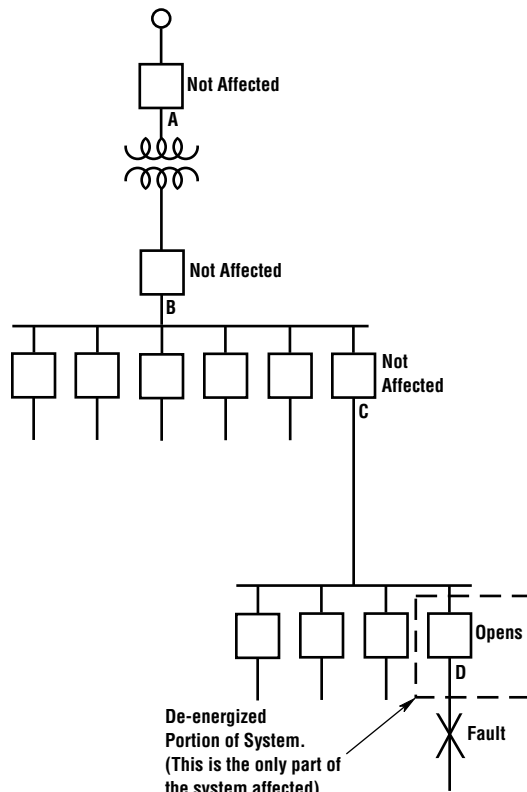 Not Affected
A
Not Affected
B
Not
Affected
C
Opens
D
De-energized
Portion of System.
(This is the only part of
the system affected)
Fault